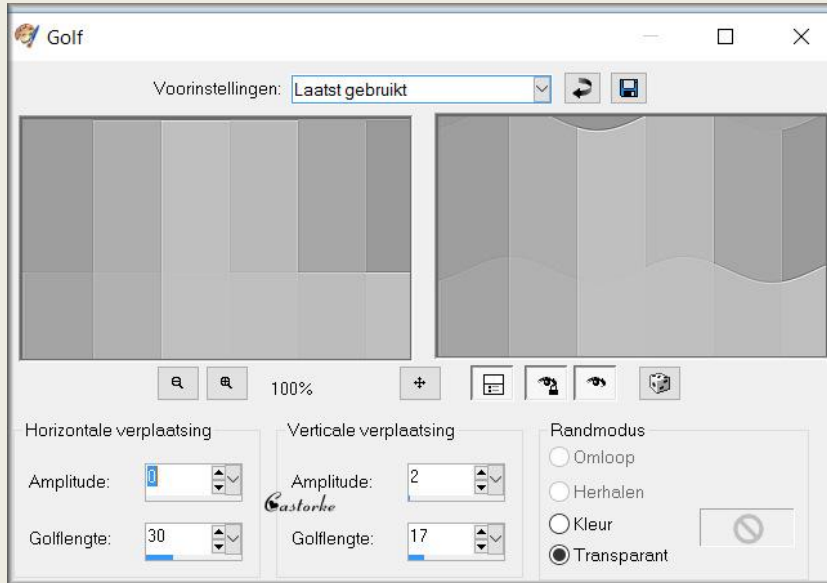 Golf
Voorinstellingen: Laatst gebruikt
100%
Horizontale verplaatsing
Amplitude: 0
Golflengte: 30
Verticale verplaatsing
Amplitude: 2
Golflengte: 17
Castorke
Randmodus
Omloop
Herhalen
Kleur
Transparant